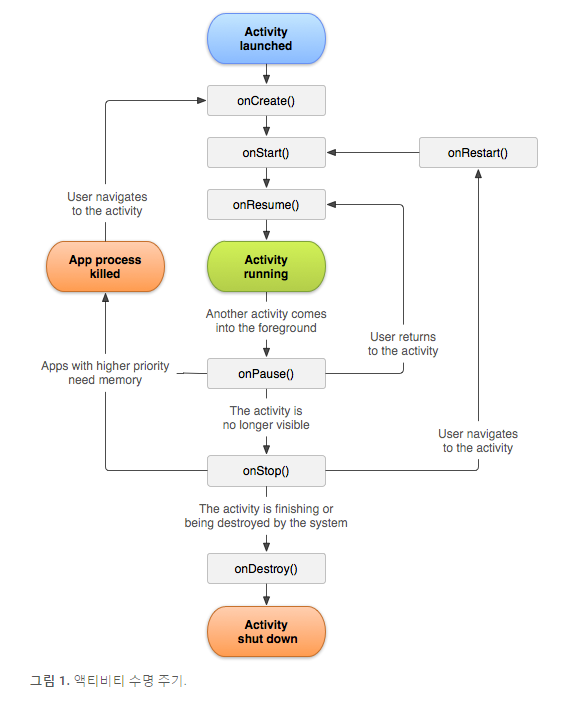 Activity
launched
onCreate()
onStart()
onRestart()
User navigates
to the activity
onResume()
App process
killed
Activity
running
Another activity comes
into the foreground
User returns
to the activity
Apps with higher priority
need memory
onPause()
The activity is
no longer visible
User navigates
to the activity
onStop()
The activity is finishing or
being destroyed by the system
onDestroy()
Activity
shut down
그림 1. 액티비티 수명 주기.